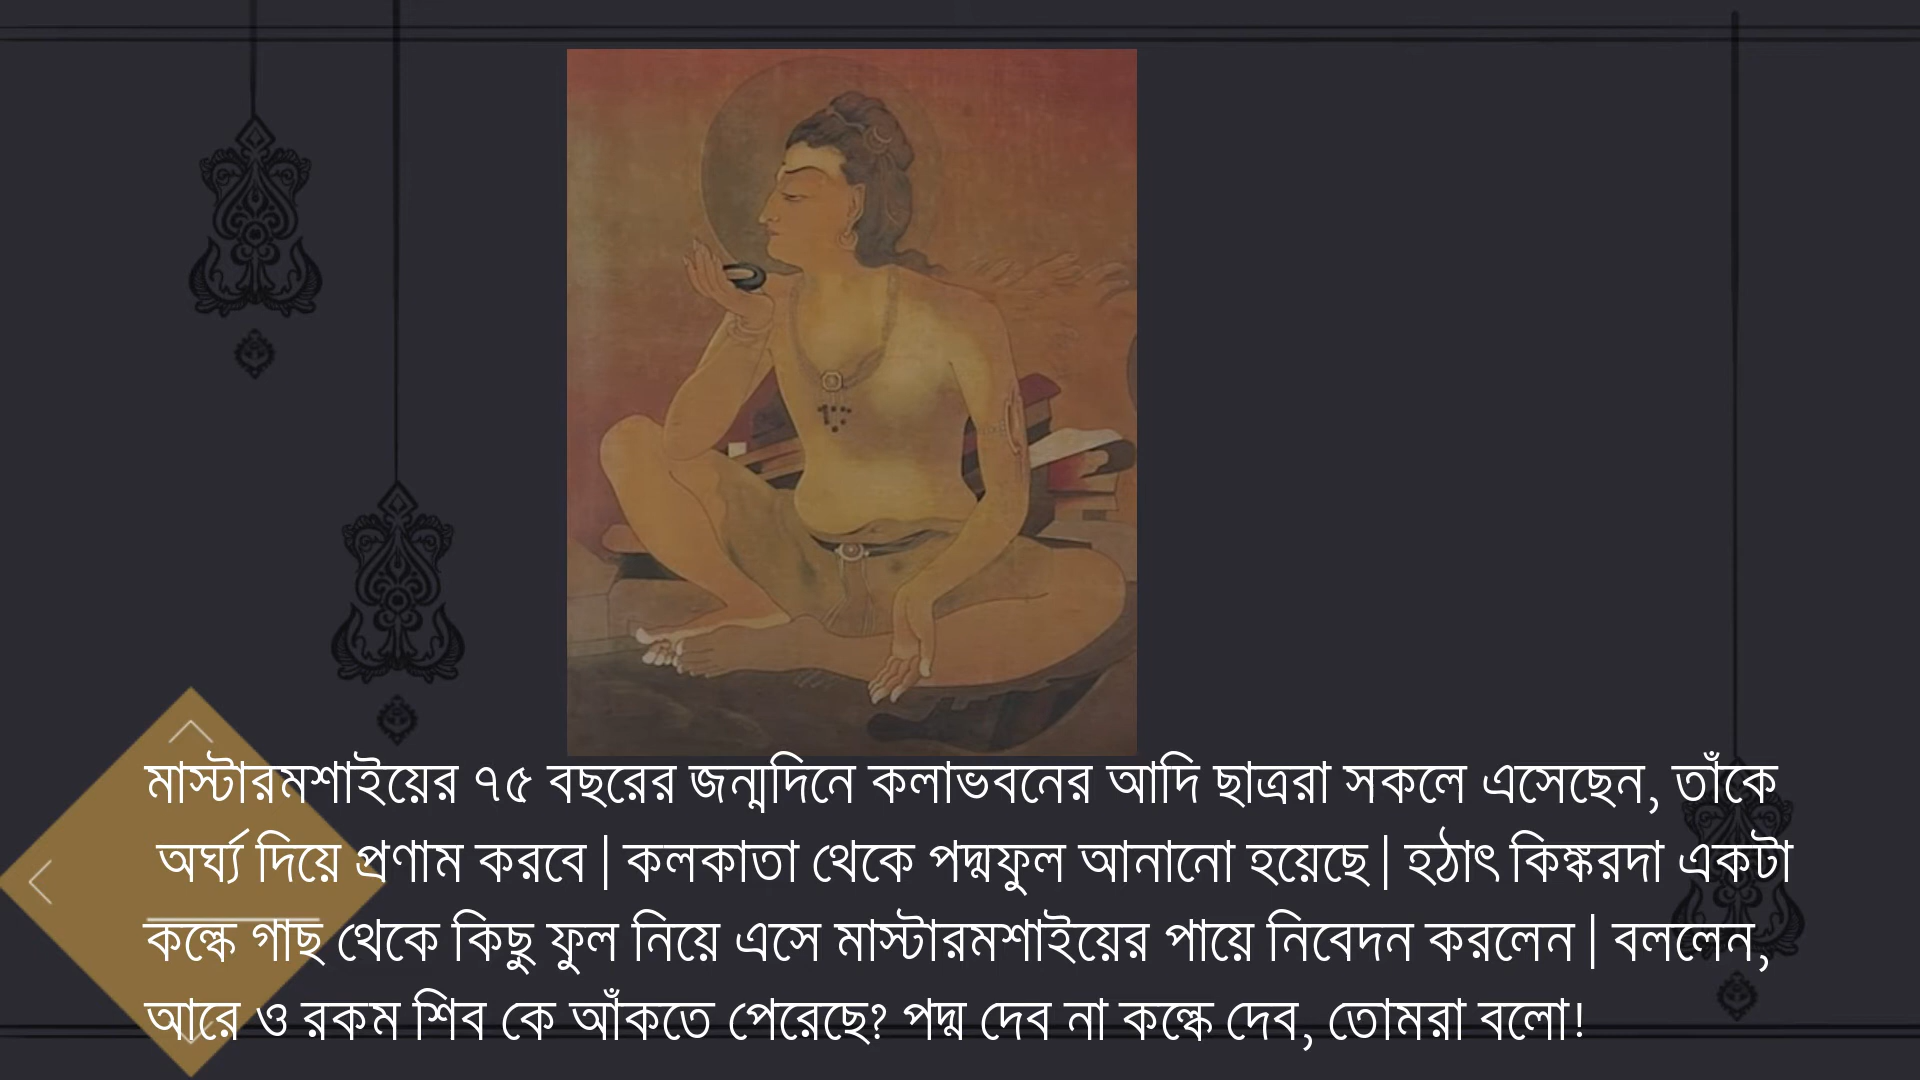 মাস্টারমশাইয়ের ৭৫ বছরের জন্মদিনে কলাভবনের আদি ছাত্ররা সকলে এসেছেন, তাঁকে
অর্ঘ্য দিয়ে প্রণাম করবে | কলকাতা থেকে পদ্মফুল আনানো হয়েছে | হঠাৎ কিঙ্করদা একটা
কল্কে গাছ থেকে কিছু ফুল নিয়ে এসে মাস্টারমশাইয়ের পায়ে নিবেদন করলেন | বললেন,
আরে ও রকম শিব কে আঁকতে পেরেছে? পদ্ম দেব না কল্কে দেব, তোমরা বলো!